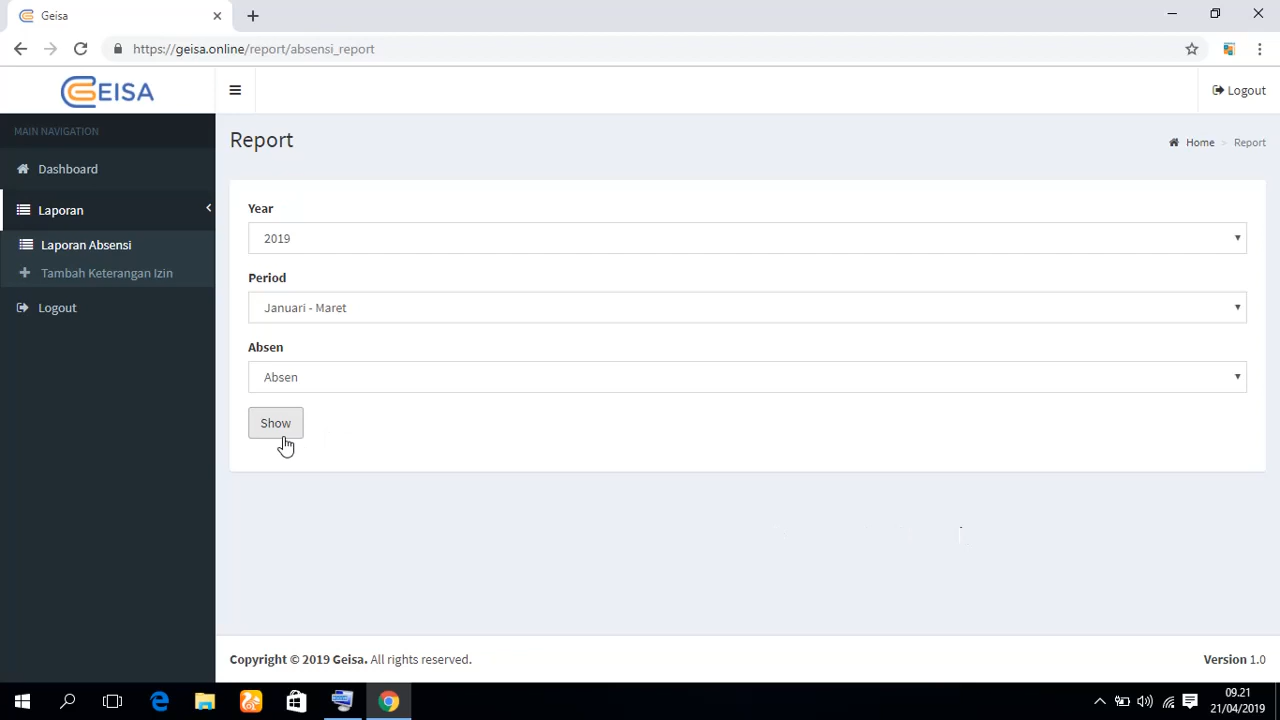 Geisa
https://geisa.online/report/absensi_report
GEISA
Logout
MAIN NAVIGATION
Dashboard
Laporan
Laporan Absensi
Tambah Keterangan Izin
Logout
Report
Home > Report
Year
2019
Period
Januari - Maret
Absen
Absen
Show
Copyright © 2019 Geisa. All rights reserved.
Version 1.0
09.21
21/04/2019